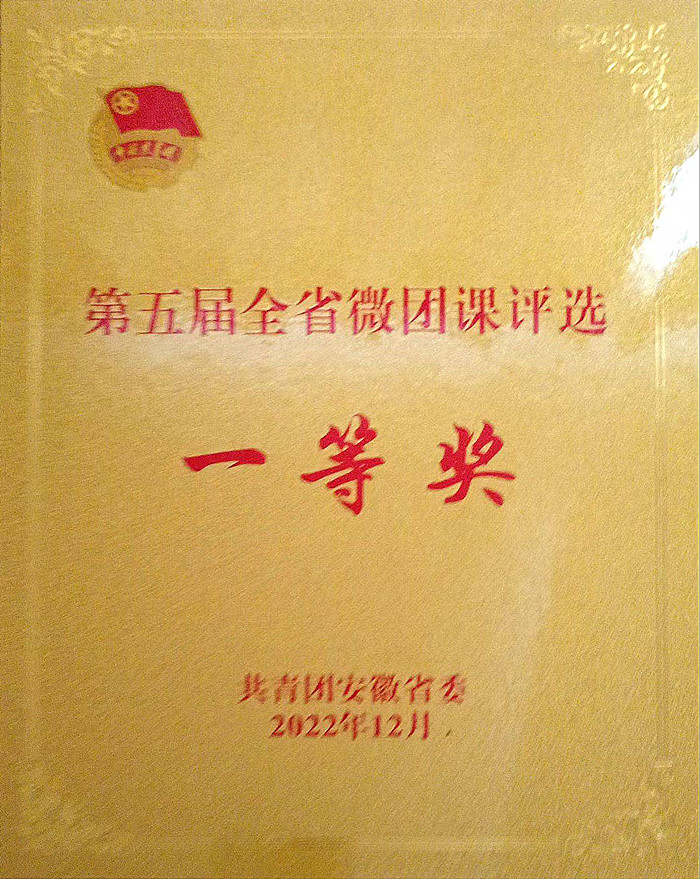 第五届全省微团课评选
一等奖
共青团安徽省委
2022年12月